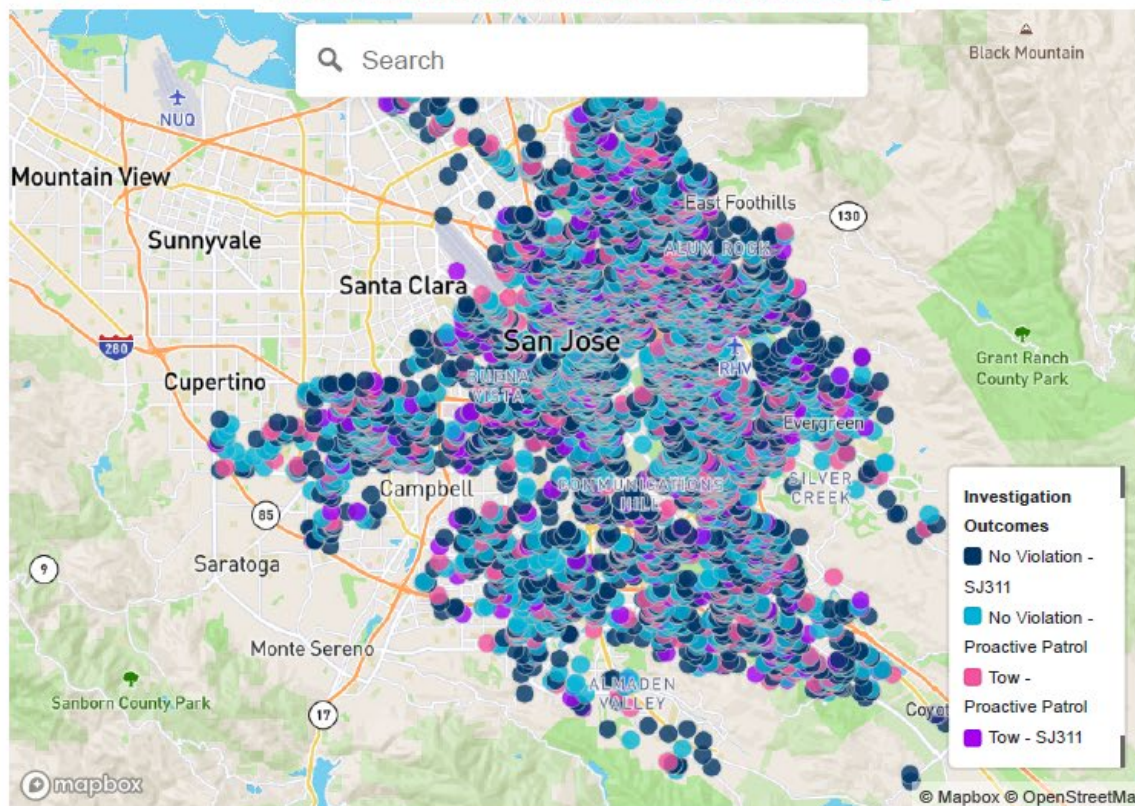 Search
Black Mountain
NUQ
Mountain View
East Foothills
130
Sunnyvale
ALUM ROCK
Santa Clara
San Jose
280
RHV
Grant Ranch
County Park
Cupertino
BUENA
VISTA
Evergreen
Campbell
COMMUNICATIONS
HILL
SILVER
CREEK
85
Saratoga
9
Monte Sereno
Sanborn County Park
ALMADEN
VALLEY
17
Coyot
Investigation
Outcomes
No Violation -
SJ311
No Violation -
Proactive Patrol
Tow -
Proactive Patrol
Tow - SJ311
mapbox
© Mapbox © OpenStreetMa